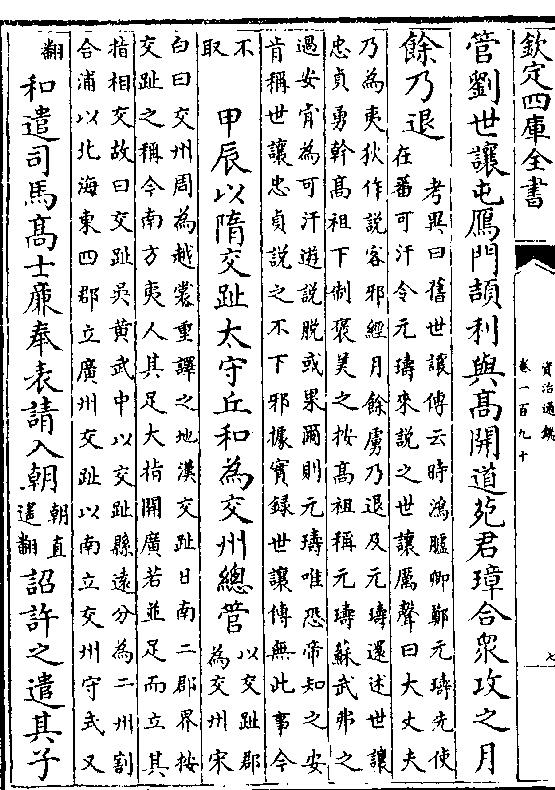 欽定四庫全書
資治通鑑
卷一百九十
七
管劉世讓屯鴈門頡利與高開道苑君璋合衆攻之月
餘乃退
考異曰舊世讓傳云時鴻臚卿鄭元璹先使
在蕃可汗令元璹來說之世讓厲聲曰大丈夫
乃為夷狄作說客邪經月餘虜乃退及元璹還述世讓
忠貞勇幹高祖下制褒美之按高祖稱元璹蘇武弗之
過安肯為可汗遊說脫或果爾則元璹唯恐帝知之安
肯稱世讓忠貞說之不下邪據實錄世讓傳無此事今
不
取
甲辰以隋交趾太守丘和為交州總管
以交趾郡
為交州宋
白曰交州周為越裳重譯之地漢交趾日南二郡界按
交趾之稱今南方夷人其足大指開廣若並足而立其
指相交故曰交趾吳黄武中以交趾縣遠分為二州割
合浦以北海東四郡立廣州交趾以南立交州守式又
翻
和遣司馬高士廉奉表請入朝
朝直
遙翻
詔許之遣其子